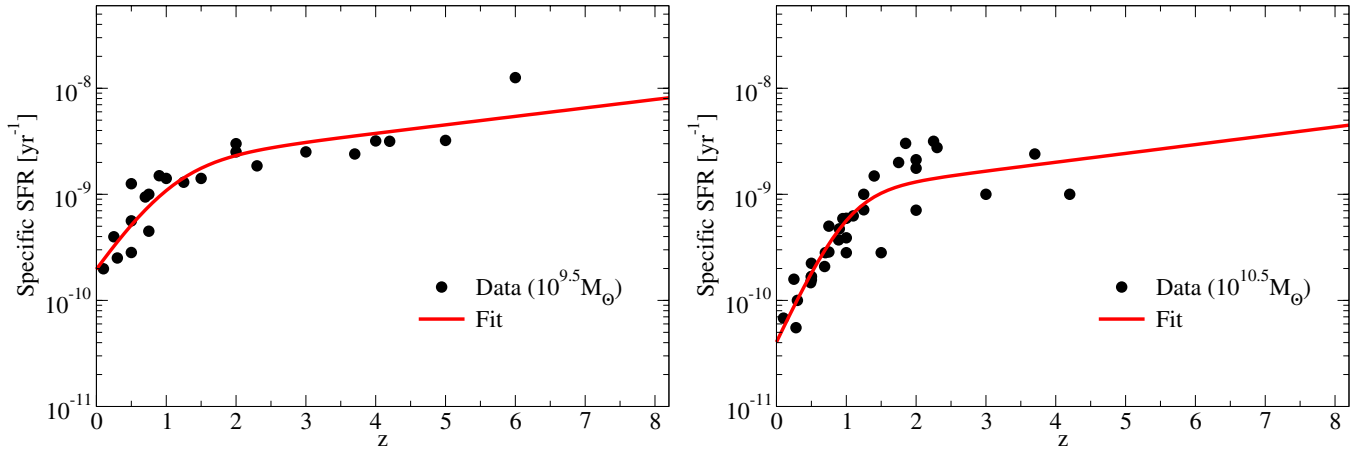 Specific SFR [yr⁻¹]
10⁻⁸
10⁻⁹
10⁻¹⁰
10⁻¹¹
Data (10^9.5 M☉)
Fit
0 1 2 3 4 5 6 7 8
z
Specific SFR [yr⁻¹]
10⁻⁸
10⁻⁹
10⁻¹⁰
10⁻¹¹
Data (10^10.5 M☉)
Fit
0 1 2 3 4 5 6 7 8
z